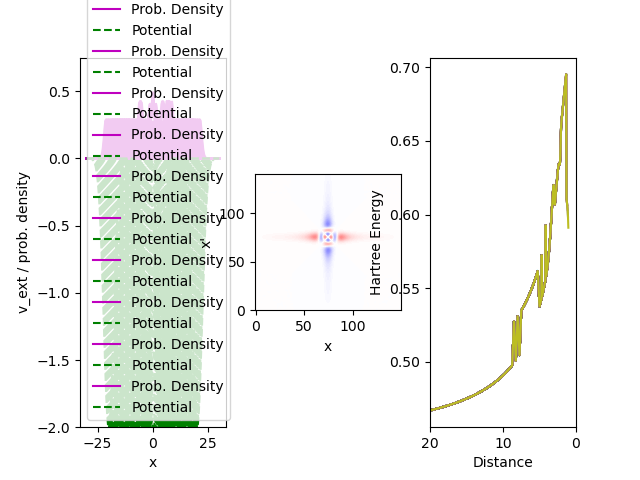 Prob. Density
Potential
Prob. Density
Potential
Prob. Density
Potential
Prob. Density
Potential
Prob. Density
Potential
Prob. Density
Potential
Prob. Density
Potential
Prob. Density
Potential
Prob. Density
Potential
Prob. Density
Potential
0.5
0.0
−0.5
−1.0
−1.5
−2.0
v_ext / prob. density
−25
0
25
x
100
50
0
x'
0
50
100
x
0.70
0.65
0.60
0.55
0.50
Hartree Energy
20
10
0
Distance